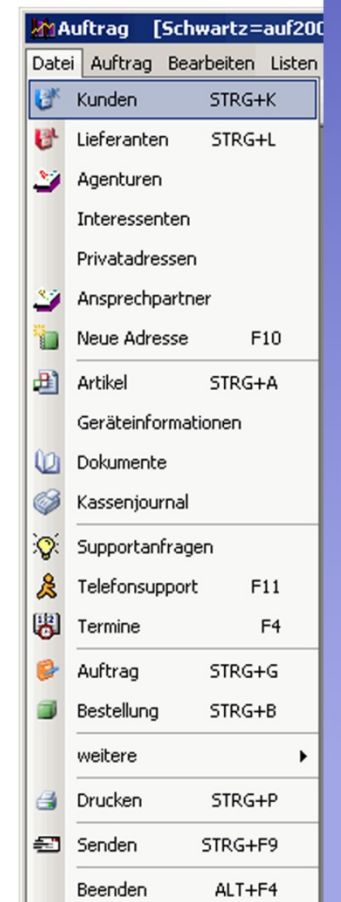 Auftrag [Schwartz=auf200
Datei Auftrag Bearbeiten Listen
Kunden STRG+K
Lieferanten STRG+L
Agenturen
Interessenten
Privatadressen
Ansprechpartner
Neue Adresse F10
Artikel STRG+A
Geräteinformationen
Dokumente
Kassenjournal
Supportanfragen
Telefonsupport F11
Termine F4
Auftrag STRG+G
Bestellung STRG+B
weitere
Drucken STRG+P
Senden STRG+F9
Beenden ALT+F4